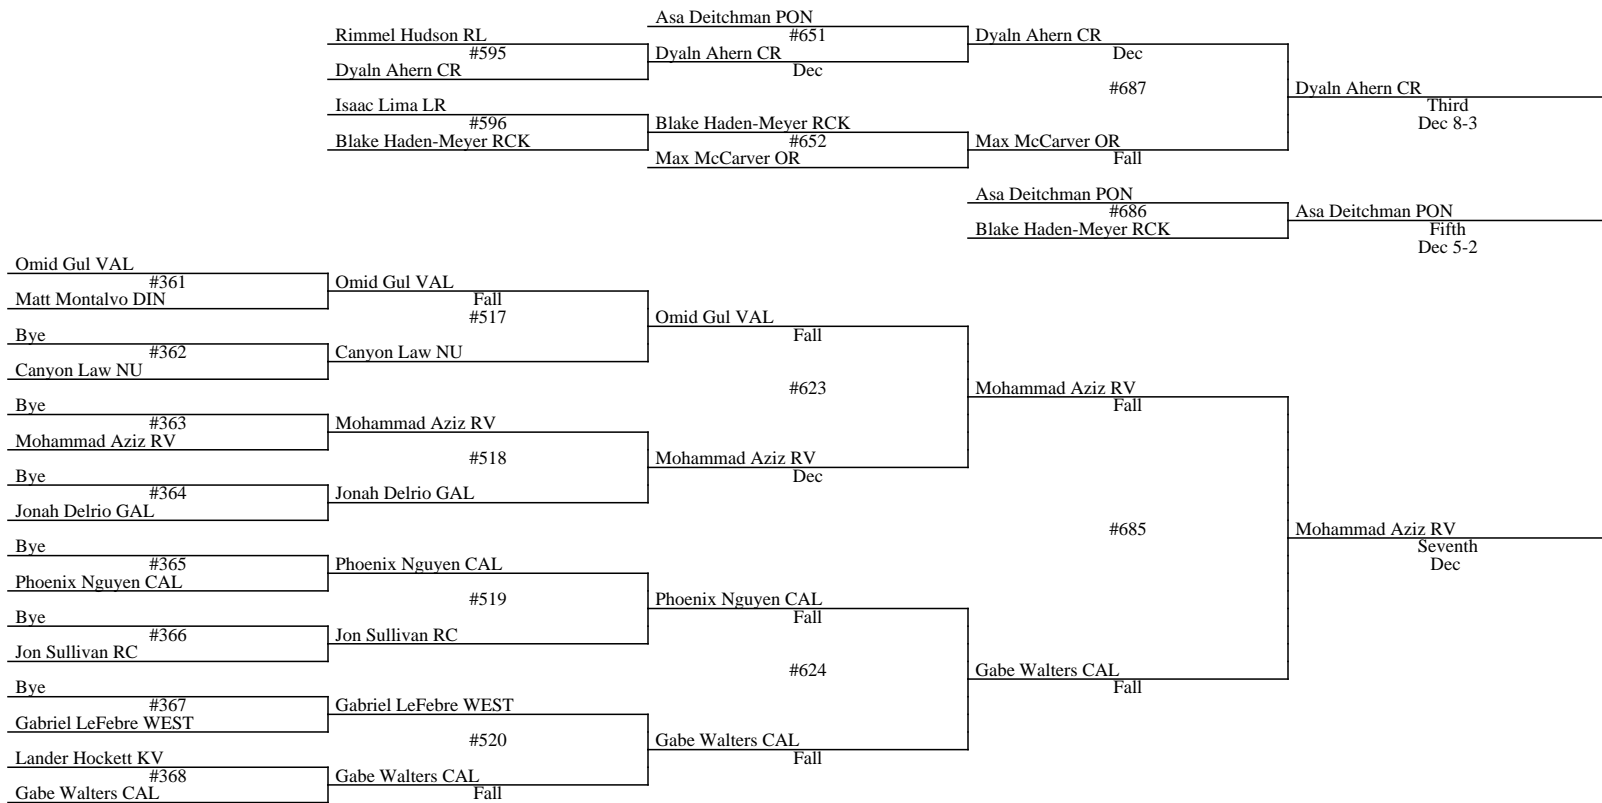 Asa Deitchman PON
Rimmel Hudson RL
#651
Dyaln Ahern CR
#595
Dyaln Ahern CR
Dec
Dyaln Ahern CR
Dec
#687
Dyaln Ahern CR
Isaac Lima LR
Third
#596
Blake Haden-Meyer RCK
Dec 8-3
Blake Haden-Meyer RCK
#652
Max McCarver OR
Max McCarver OR
Fall
Asa Deitchman PON
#686
Asa Deitchman PON
Blake Haden-Meyer RCK
Fifth
Dec 5-2
Omid Gul VAL
#361
Omid Gul VAL
Matt Montalvo DIN
Fall
#517
Omid Gul VAL
Bye
Fall
#362
Canyon Law NU
Canyon Law NU
#623
Mohammad Aziz RV
Bye
Fall
#363
Mohammad Aziz RV
Mohammad Aziz RV
#518
Mohammad Aziz RV
Bye
Dec
#364
Jonah Delrio GAL
Jonah Delrio GAL
#685
Mohammad Aziz RV
Bye
Seventh
#365
Phoenix Nguyen CAL
Dec
Phoenix Nguyen CAL
#519
Phoenix Nguyen CAL
Bye
Fall
#366
Jon Sullivan RC
Jon Sullivan RC
#624
Gabe Walters CAL
Bye
Fall
#367
Gabriel LeFebre WEST
Gabriel LeFebre WEST
#520
Gabe Walters CAL
Lander Hockett KV
Fall
#368
Gabe Walters CAL
Gabe Walters CAL
Fall